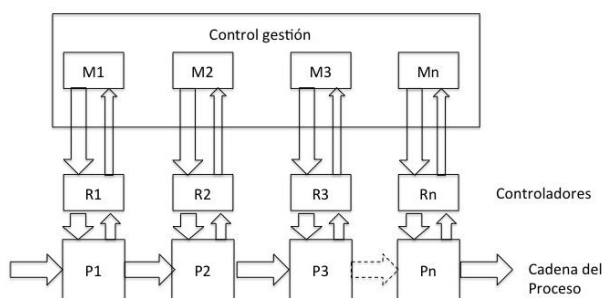 Control gestión
M1 M2 M3 Mn
R1 R2 R3 Rn Controladores
P1 P2 P3 Pn Cadena del
Proceso